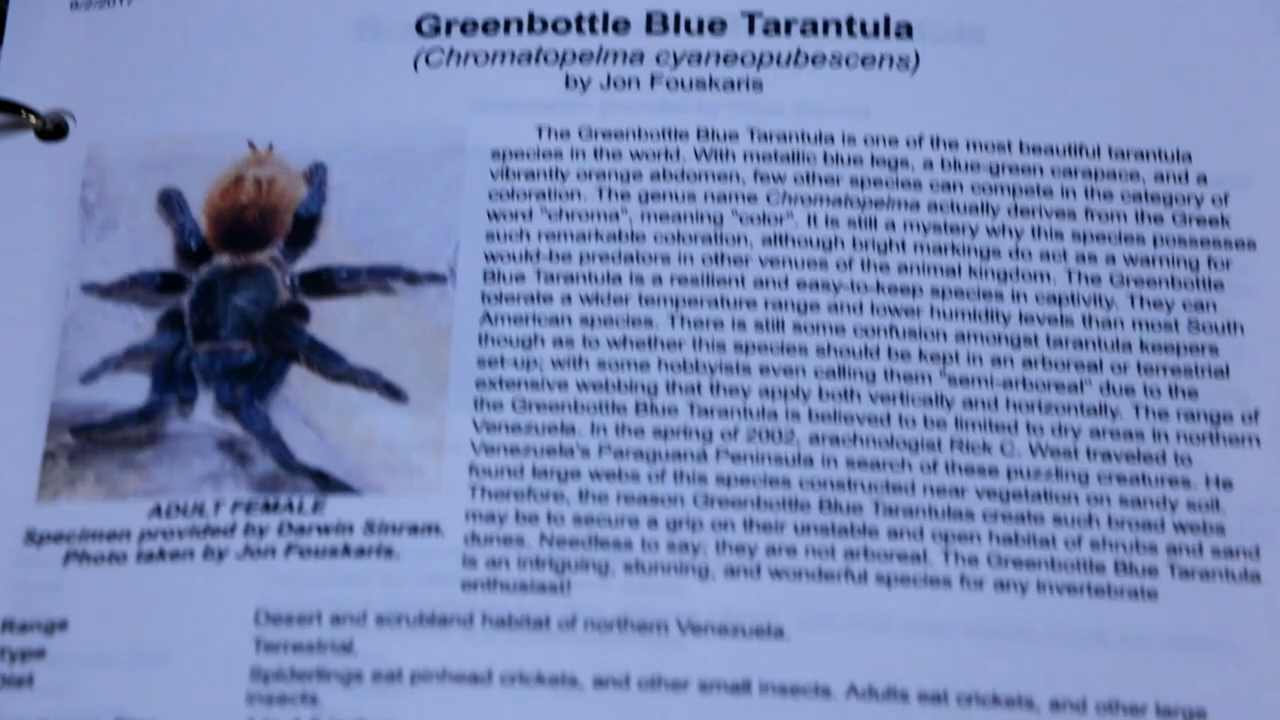 9/2/2017
Greenbottle Blue Tarantula
(Chromatopelma cyaneopubescens)
by Jon Fouskaris
The Greenbottle Blue Tarantula is one of the most beautiful tarantula
species in the world. With metallic blue legs, a blue-green carapace, and a
vibrantly orange abdomen, few other species can compete in the category of
coloration. The genus name Chromatopelma actually derives from the Greek
word "chroma", meaning "color". It is still a mystery why this species possesses
such remarkable coloration, although bright markings do act as a warning for
would-be predators in other venues of the animal kingdom. The Greenbottle
Blue Tarantula is a resilient and easy-to-keep species in captivity. They can
tolerate a wider temperature range and lower humidity levels than most South
American species. There is still some confusion amongst tarantula keepers
though as to whether this species should be kept in an arboreal or terrestrial
set-up; with some hobbyists even calling them "semi-arboreal" due to the
extensive webbing that they apply both vertically and horizontally. The range of
the Greenbottle Blue Tarantula is believed to be limited to dry areas in northern
Venezuela. In the spring of 2002, arachnologist Rick C. West traveled to
Venezuela's Paraguaná Peninsula in search of these puzzling creatures. He
found large webs of this species constructed near vegetation on sandy soil.
Therefore, the reason Greenbottle Blue Tarantulas create such broad webs
may be to secure a grip on their unstable and open habitat of shrubs and sand
dunes. Needless to say; they are not arboreal. The Greenbottle Blue Tarantula
is an intriguing, stunning, and wonderful species for any invertebrate
enthusiast!
ADULT FEMALE
Specimen provided by Darwin Sinram.
Photo taken by Jon Fouskaris.
Range Desert and scrubland habitat of northern Venezuela.
Type Terrestrial.
Diet Spiderlings eat pinhead crickets, and other small insects. Adults eat crickets, and other large
insects.